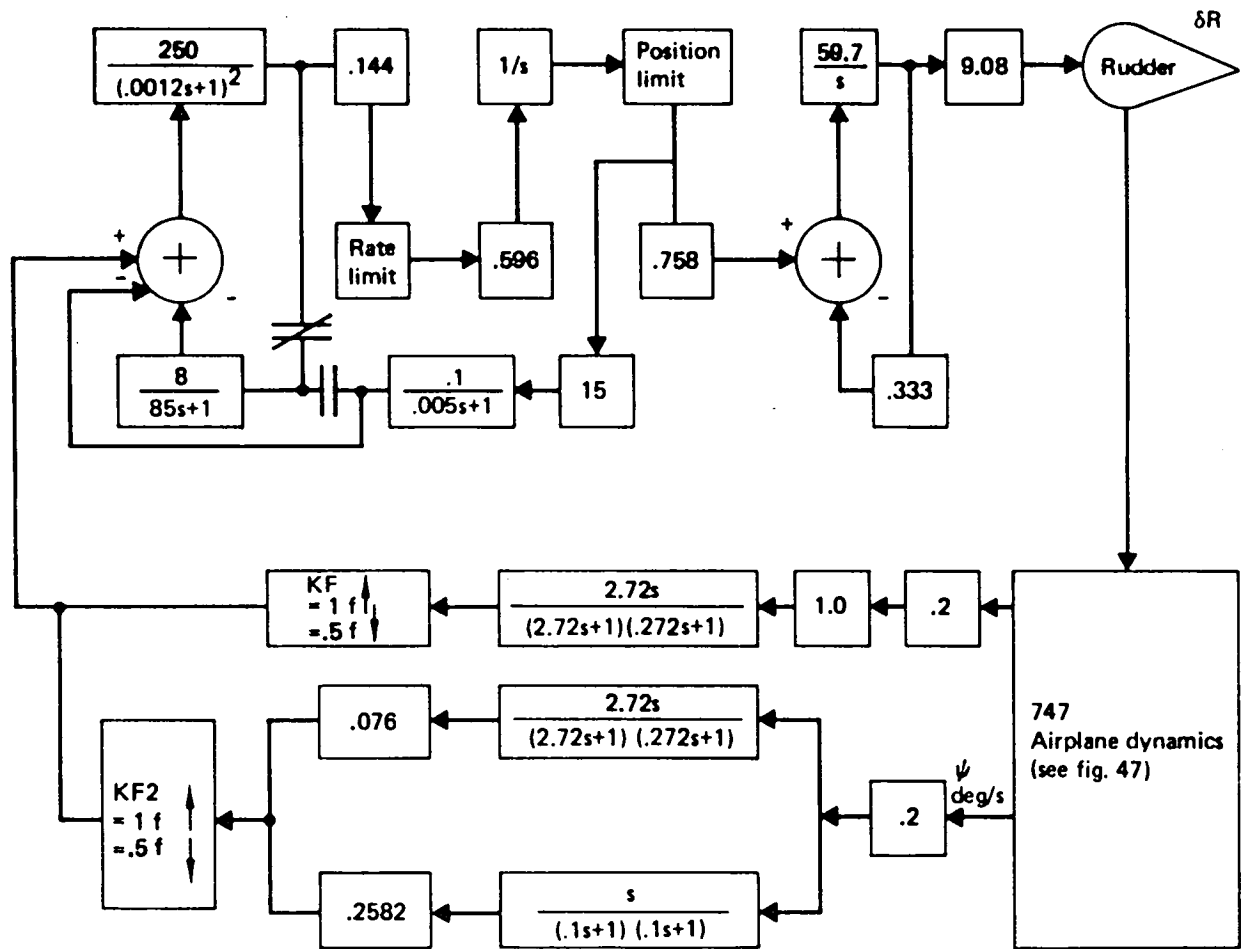 δR
250
(.0012s+1)²
.144
1/s
Position
limit
59.7
s
9.08
Rudder
+
+
-
-
Rate
limit
.596
.758
+
+
-
8
85s+1
.1
.005s+1
15
.333
KF
= 1 f ↑
=.5 f ↓
2.72s
(2.72s+1)(.272s+1)
1.0
.2
.076
2.72s
(2.72s+1) (.272s+1)
747
Airplane dynamics
(see fig. 47)
KF2
= 1 f ↑
=.5 f ↓
ψ
deg/s
.2
.2582
s
(.1s+1) (.1s+1)